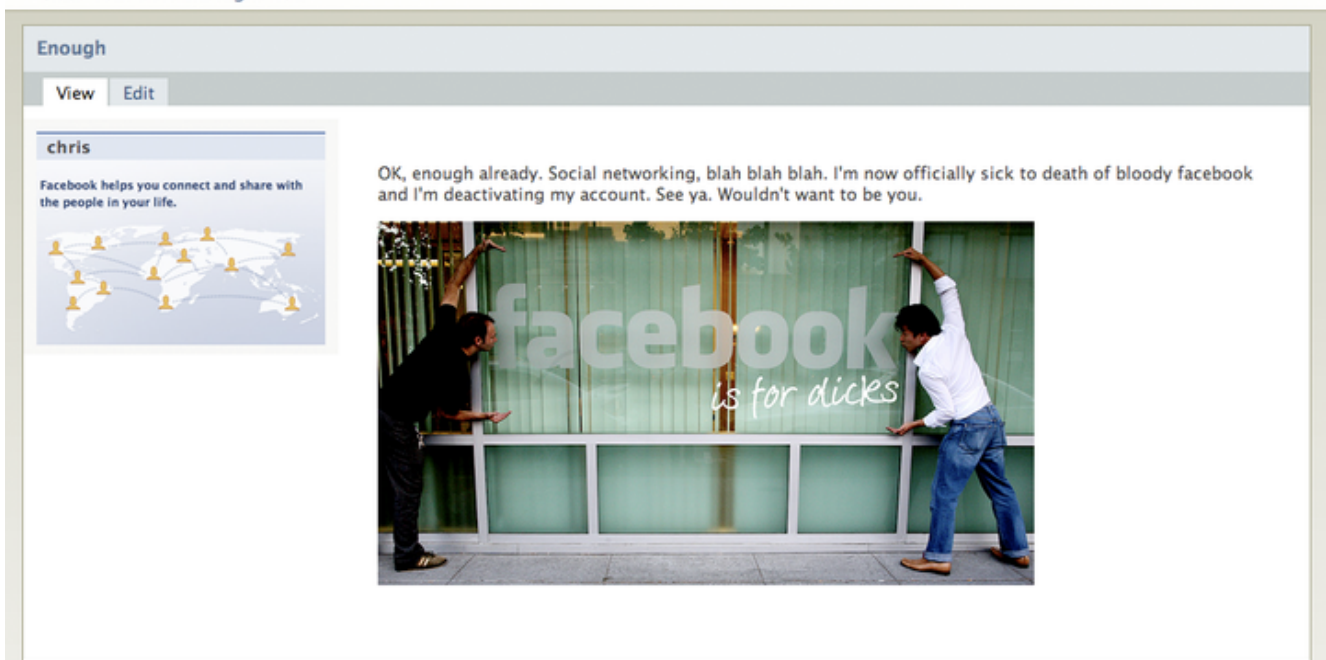 Enough
View Edit
chris
Facebook helps you connect and share with
the people in your life.
OK, enough already. Social networking, blah blah blah. I'm now officially sick to death of bloody facebook
and I'm deactivating my account. See ya. Wouldn't want to be you.
facebook
is for dicks